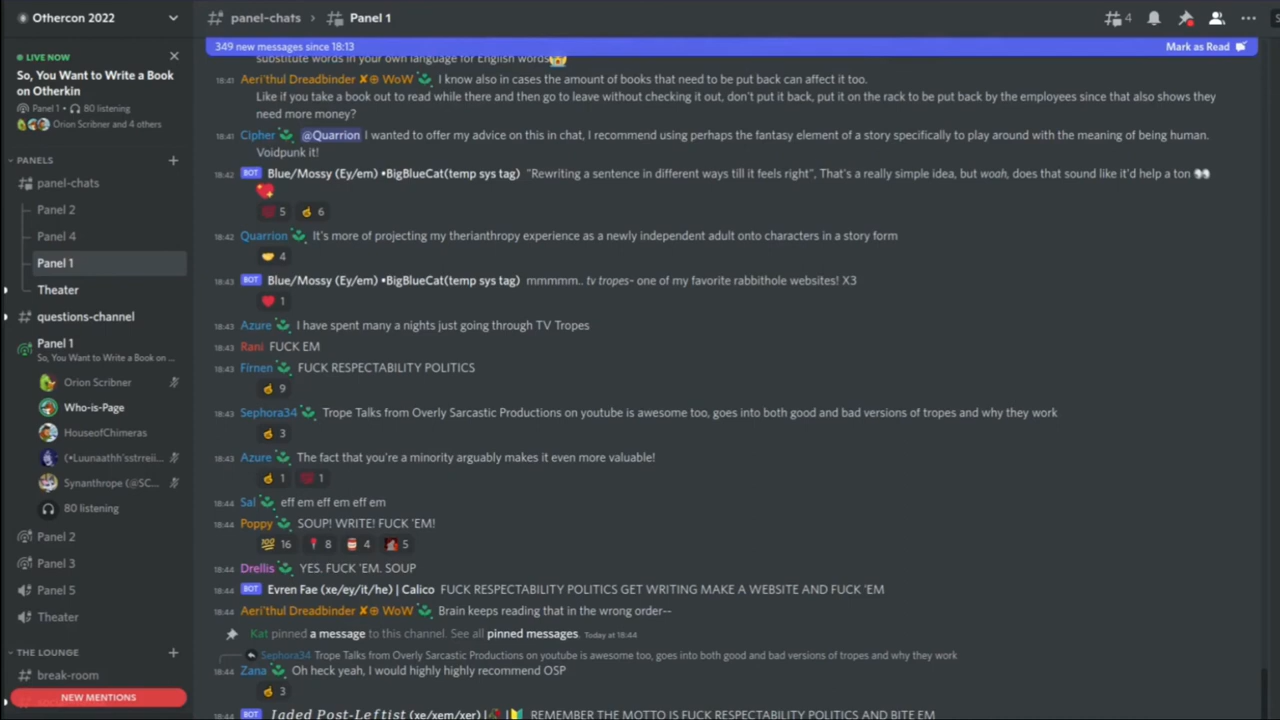 Othercon 2022
LIVE NOW
So, You Want to Write a Book
on Otherkin
Panel 1 • 80 listening
Orion Scribner and 4 others
PANELS
panel-chats
Panel 2
Panel 4
Panel 1
Theater
questions-channel
Panel 1
So, You Want to Write a Book on ...
Orion Scribner
Who-is-Page
HouseofChimeras
(•Luunaathh'sstrreii...
Synanthrope (@SC...
80 listening
Panel 2
Panel 3
Panel 5
Theater
THE LOUNGE
break-room
NEW MENTIONS
panel-chats > Panel 1
4
349 new messages since 18:13 Mark as Read
substitute words in your own language for English words
18:41 Aeri'thul Dreadbinder ✘⊕ WoW I know also in cases the amount of books that need to be put back can affect it too.
Like if you take a book out to read while there and then go to leave without checking it out, don't put it back, put it on the rack to be put back by the employees since that also shows they
need more money?
18:41 Cipher @Quarrion I wanted to offer my advice on this in chat, I recommend using perhaps the fantasy element of a story specifically to play around with the meaning of being human.
Voidpunk it!
18:42 BOT Blue/Mossy (Ey/em) •BigBlueCat(temp sys tag) "Rewriting a sentence in different ways till it feels right", That's a really simple idea, but woah, does that sound like it'd help a ton 👀
5 6
18:42 Quarrion It's more of projecting my therianthropy experience as a newly independent adult onto characters in a story form
4
18:43 BOT Blue/Mossy (Ey/em) •BigBlueCat(temp sys tag) mmmmm.. tv tropes- one of my favorite rabbithole websites! X3
1
18:43 Azure I have spent many a nights just going through TV Tropes
18:43 Rani FUCK EM
18:43 Firnen FUCK RESPECTABILITY POLITICS
9
18:43 Sephora34 Trope Talks from Overly Sarcastic Productions on youtube is awesome too, goes into both good and bad versions of tropes and why they work
3
18:43 Azure The fact that you're a minority arguably makes it even more valuable!
1 1
18:44 Sal eff em eff em eff em
18:44 Poppy SOUP! WRITE! FUCK 'EM!
16 8 4 5
18:44 Drellis YES. FUCK 'EM. SOUP
18:44 BOT Evren Fae (xe/ey/it/he) | Calico FUCK RESPECTABILITY POLITICS GET WRITING MAKE A WEBSITE AND FUCK 'EM
18:44 Aeri'thul Dreadbinder ✘⊕ WoW Brain keeps reading that in the wrong order--
Kat pinned a message to this channel. See all pinned messages. Today at 18:44
Sephora34 Trope Talks from Overly Sarcastic Productions on youtube is awesome too, goes into both good and bad versions of tropes and why they work
18:44 Zana Oh heck yeah, I would highly highly recommend OSP
3
18:44 BOT Jaded Post-Leftist (xe/xem/xer) | | REMEMBER THE MOTTO IS FUCK RESPECTABILITY POLITICS AND BITE EM